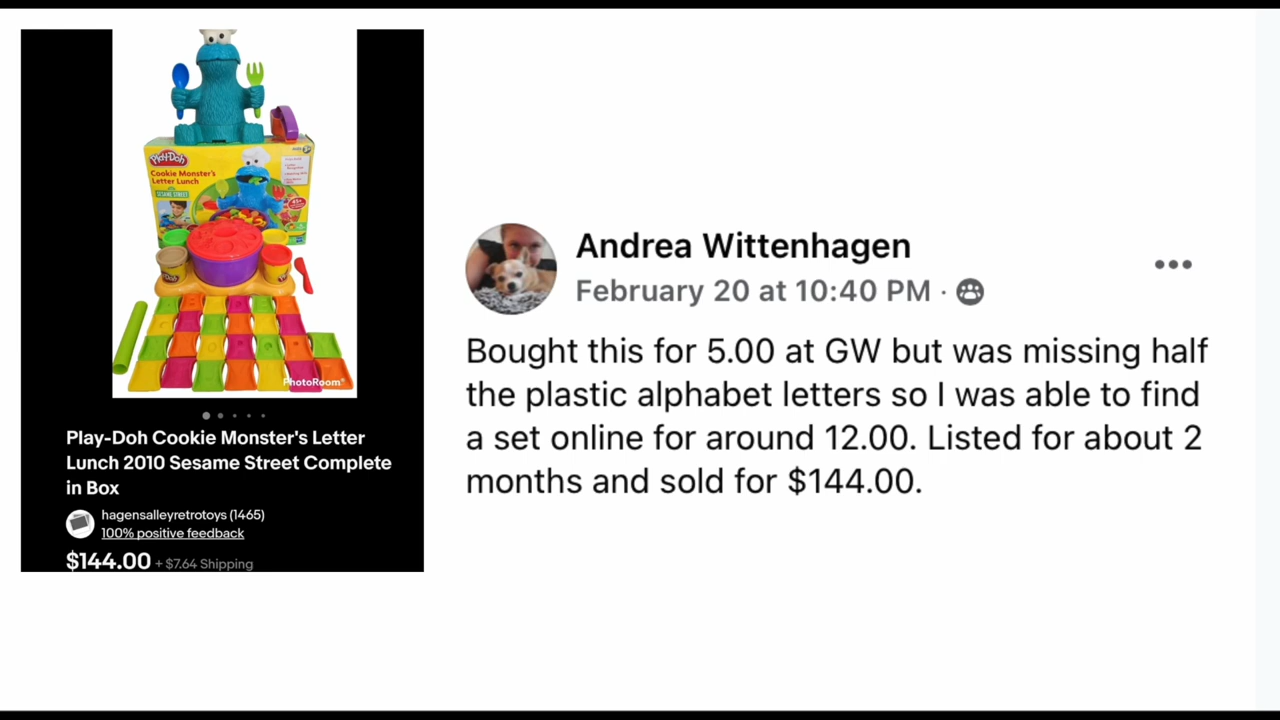 Play-Doh
Cookie Monster's
Letter Lunch
SESAME STREET
PhotoRoom
Play-Doh Cookie Monster's Letter
Lunch 2010 Sesame Street Complete
in Box
hagensalleyretrotoys (1465)
100% positive feedback
$144.00 + $7.64 Shipping
Andrea Wittenhagen
February 20 at 10:40 PM ·
Bought this for 5.00 at GW but was missing half
the plastic alphabet letters so I was able to find
a set online for around 12.00. Listed for about 2
months and sold for $144.00.